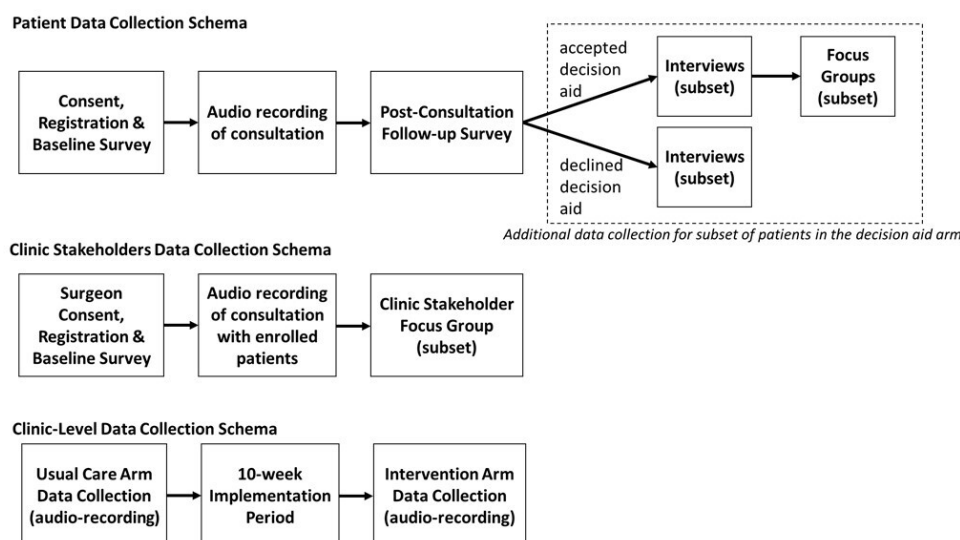 Patient Data Collection Schema
Consent,
Registration &
Baseline Survey
Audio recording
of consultation
Post-Consultation
Follow-up Survey
accepted
decision
aid
Interviews
(subset)
Focus
Groups
(subset)
declined
decision
aid
Interviews
(subset)
Additional data collection for subset of patients in the decision aid arm
Clinic Stakeholders Data Collection Schema
Surgeon
Consent,
Registration &
Baseline Survey
Audio recording
of consultation
with enrolled
patients
Clinic Stakeholder
Focus Group
(subset)
Clinic-Level Data Collection Schema
Usual Care Arm
Data Collection
(audio-recording)
10-week
Implementation
Period
Intervention Arm
Data Collection
(audio-recording)